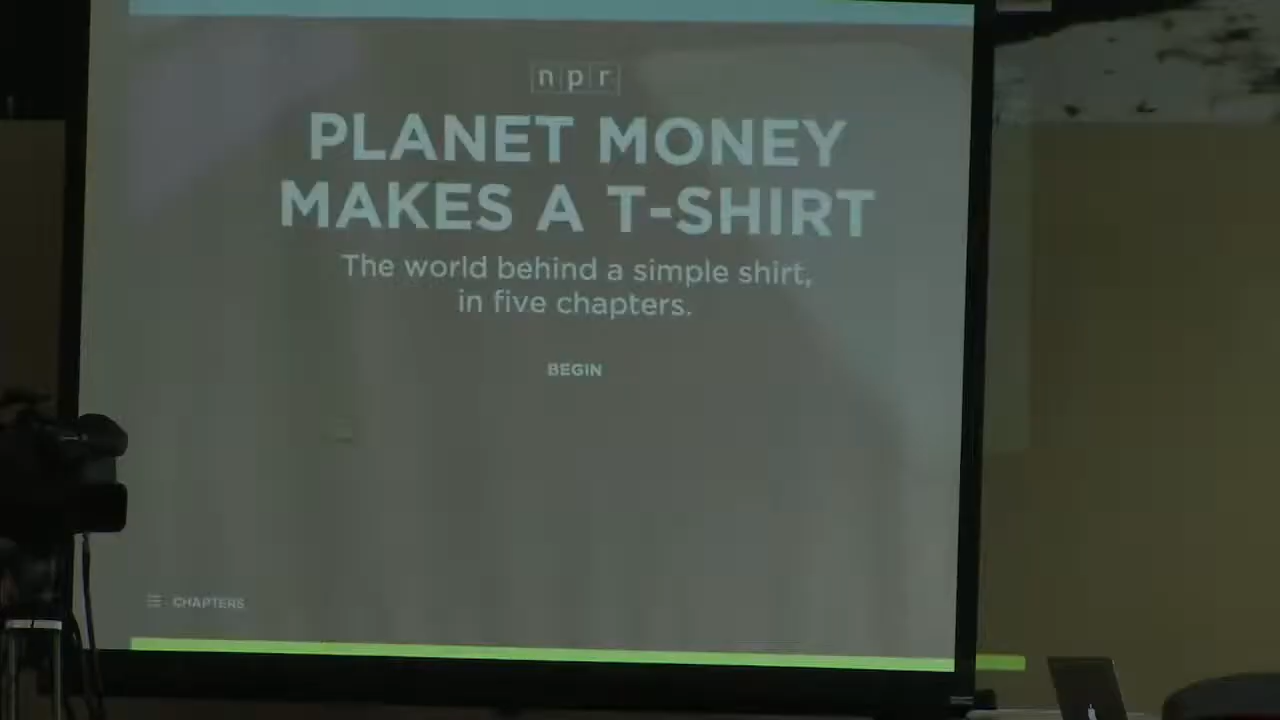 npr
PLANET MONEY
MAKES A T-SHIRT
The world behind a simple shirt,
in five chapters.
BEGIN
CHAPTERS